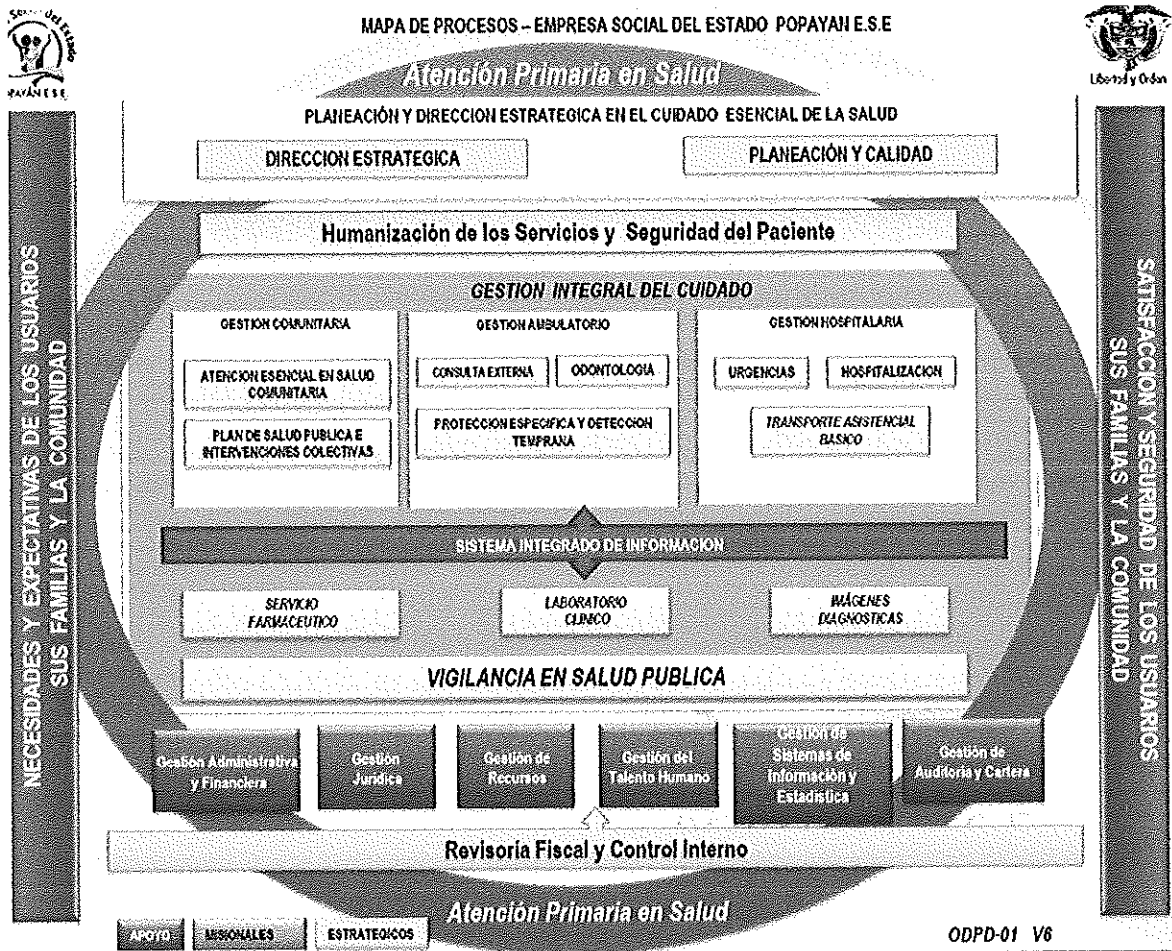 MAPA DE PROCESOS – EMPRESA SOCIAL DEL ESTADO POPAYAN E.S.E
Social del Estado
POPAYÁN E.S.E.
Libertad y Orden
Atención Primaria en Salud
PLANEACIÓN Y DIRECCION ESTRATEGICA EN EL CUIDADO ESENCIAL DE LA SALUD
DIRECCION ESTRATEGICA
PLANEACIÓN Y CALIDAD
NECESIDADES Y EXPECTATIVAS DE LOS USUARIOS
SUS FAMILIAS Y LA COMUNIDAD
Humanización de los Servicios y Seguridad del Paciente
GESTION INTEGRAL DEL CUIDADO
GESTION COMUNITARIA
ATENCION ESENCIAL EN SALUD
COMUNITARIA
PLAN DE SALUD PUBLICA E
INTERVENCIONES COLECTIVAS
GESTION AMBULATORIO
CONSULTA EXTERNA
ODONTOLOGIA
PROTECCION ESPECIFICA Y DETECCION
TEMPRANA
GESTION HOSPITALARIA
URGENCIAS
HOSPITALIZACION
TRANSPORTE ASISTENCIAL
BASICO
SISTEMA INTEGRADO DE INFORMACION
SERVICIO
FARMACEUTICO
LABORATORIO
CLINICO
IMÁGENES
DIAGNOSTICAS
VIGILANCIA EN SALUD PUBLICA
Gestión Administrativa
y Financiera
Gestión
Jurídica
Gestión de
Recursos
Gestión del
Talento Humano
Gestión de
Sistemas de
Información y
Estadística
Gestión de
Auditoria y Cartera
Revisoria Fiscal y Control Interno
SATISFACCION Y SEGURIDAD DE LOS USUARIOS
SUS FAMILIAS Y LA COMUNIDAD
Atención Primaria en Salud
APOYO
MISIONALES
ESTRATEGICOS
ODPD-01 V6